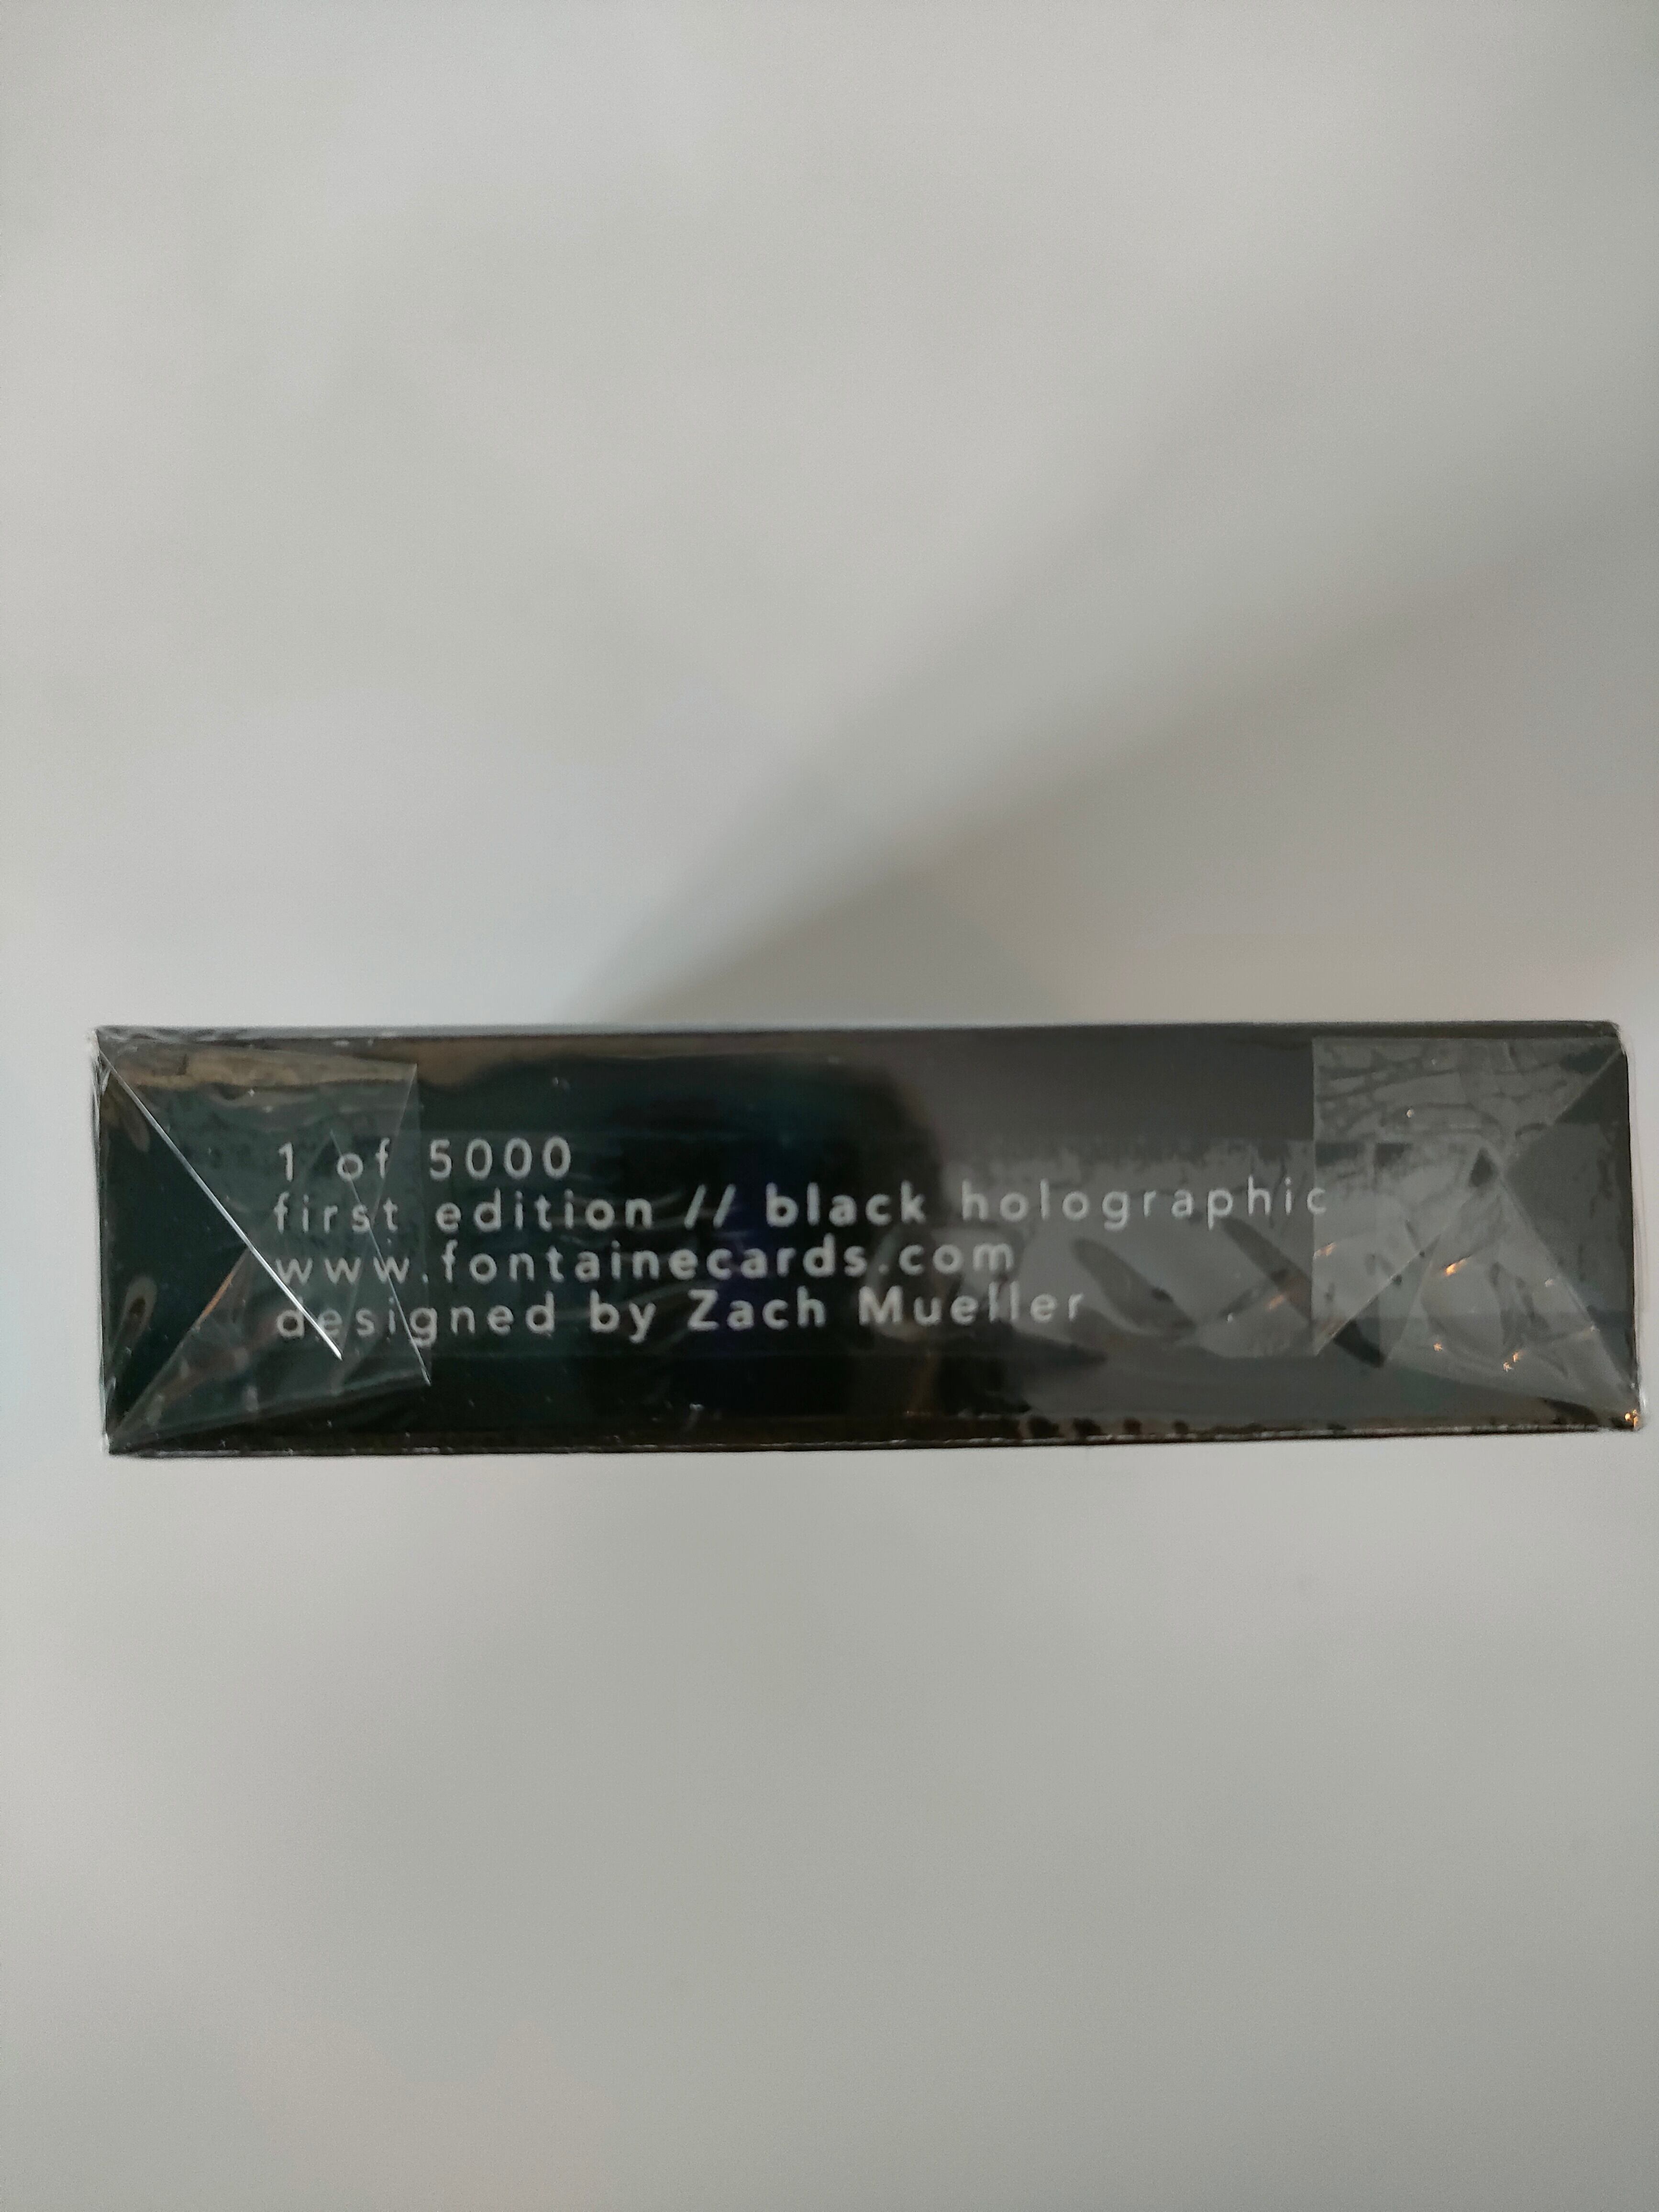 1 of 5000
first edition // black holographic
www.fontainecards.com
designed by Zach Mueller